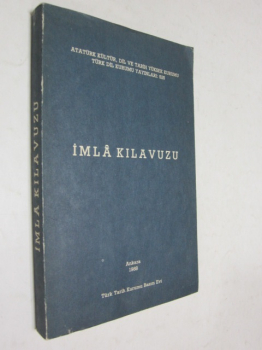 ATATÜRK KÜLTÜR, DİL VE TARİH YÜKSEK KURUMU
TÜRK DİL KURUMU YAYINLARI
İMLÂ KILAVUZU
Ankara
Türk Tarih Kurumu Basım Evi
İMLÂ KILAVUZU